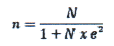 n = N / 1 + N x e²